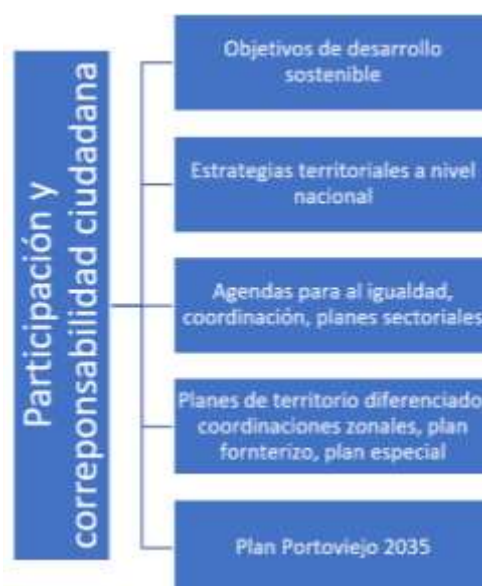 Participación y
correponsabilidad ciudadana
Objetivos de desarrollo
sostenible
Estrategias territoriales a nivel
nacional
Agendas para al igualdad,
coordinación, planes sectoriales
Planes de territorio diferenciado
coordinaciones zonales, plan
fornterizo, plan especial
Plan Portoviejo 2035